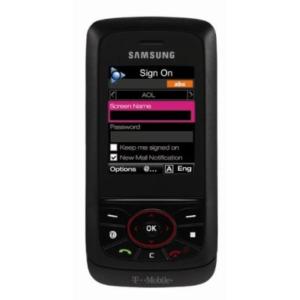 SAMSUNG
Sign On
abc
AOL
Screen Name
Password
Keep me signed on
New Mail Notification
Options @... A Eng
OK
C
T··Mobile·